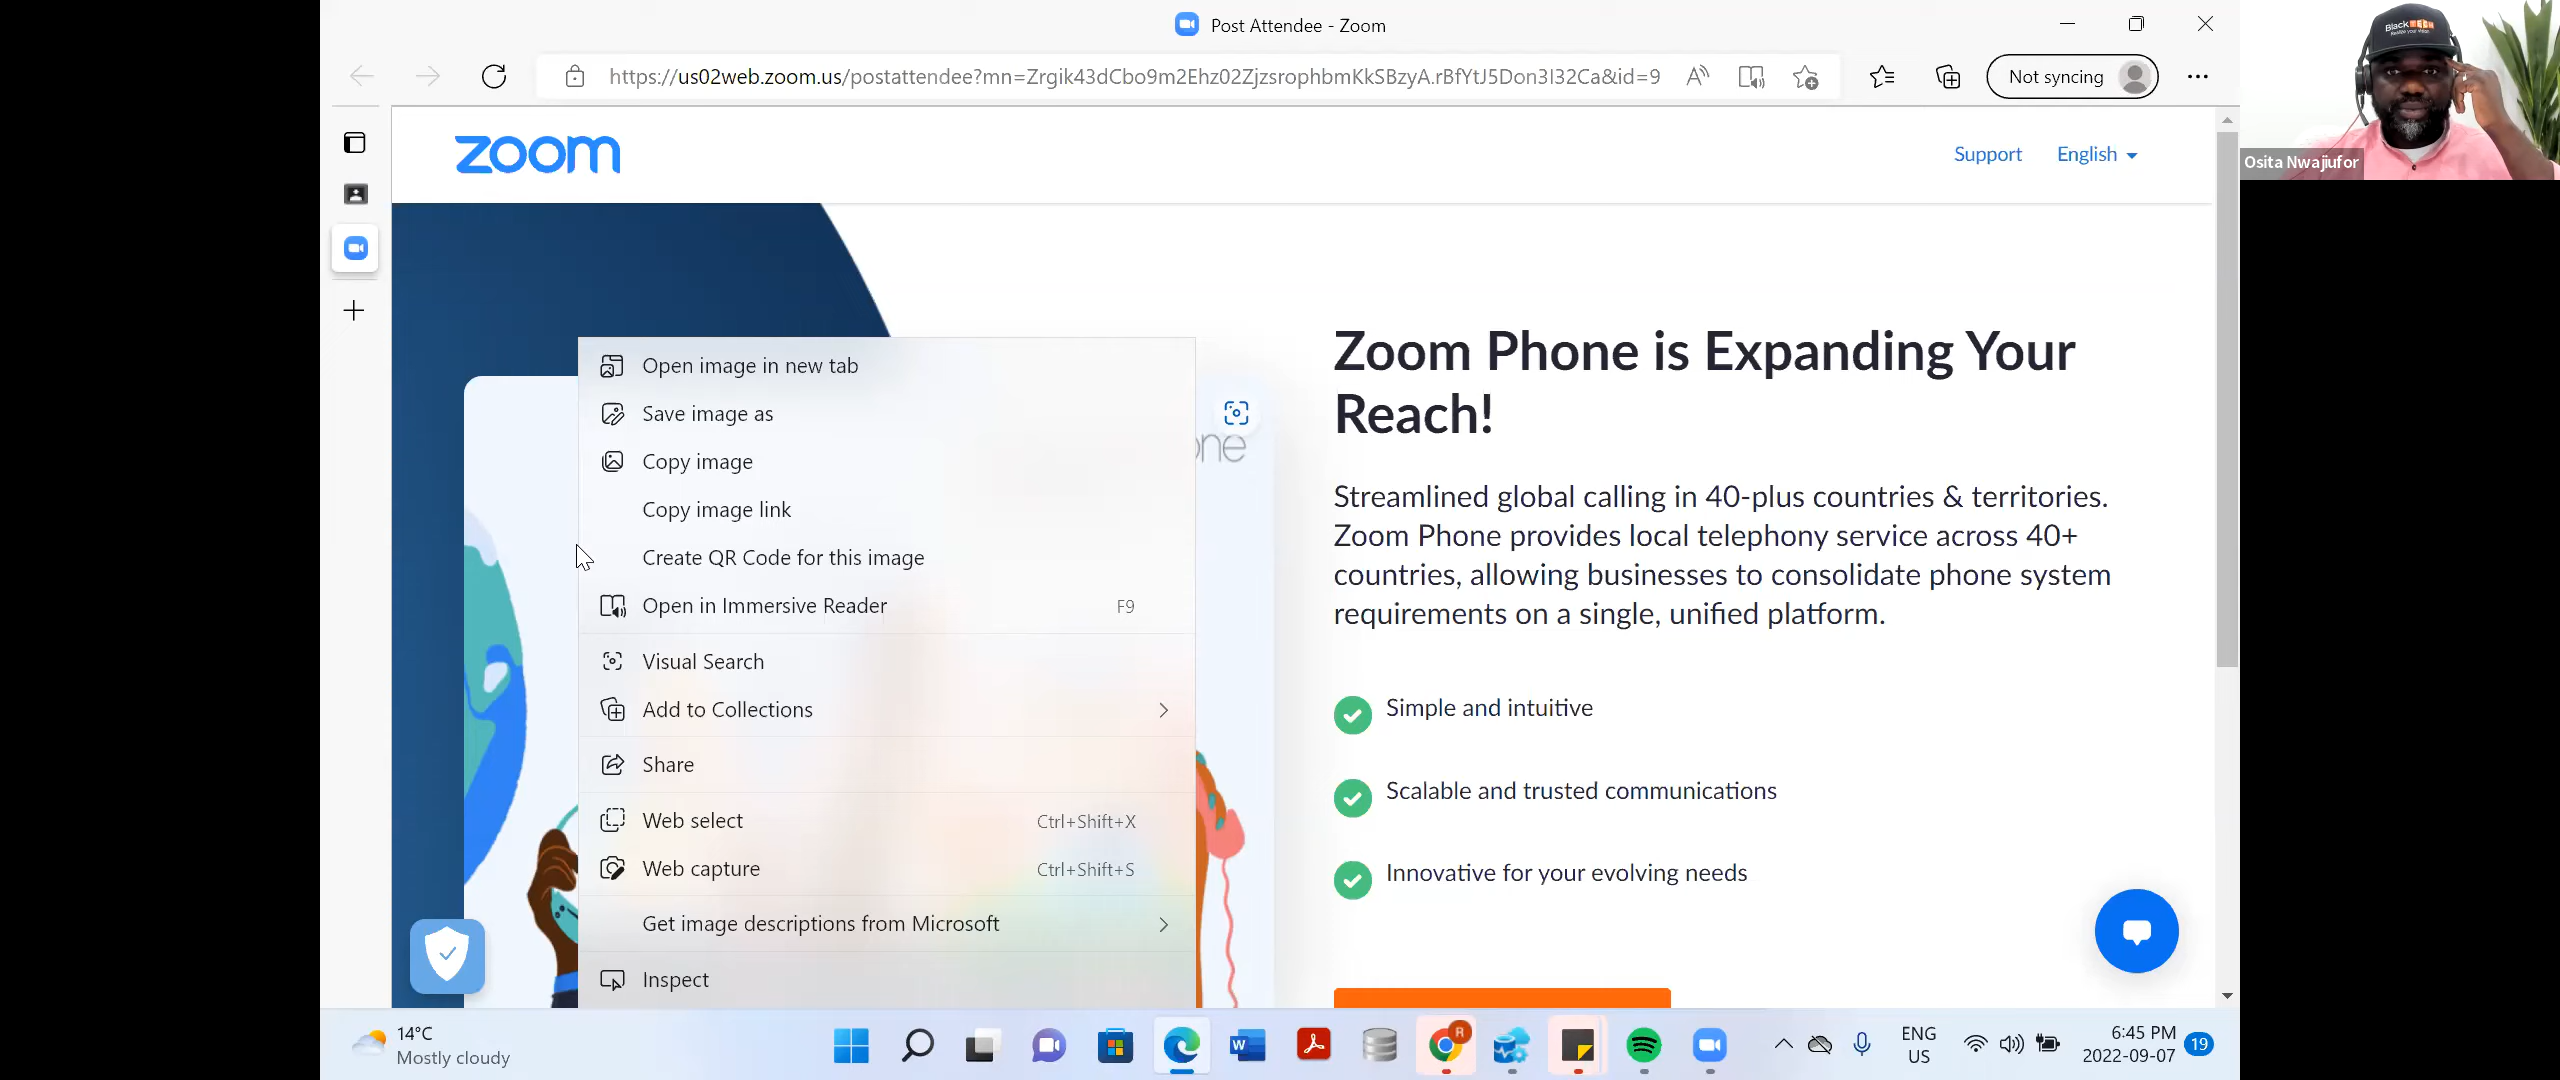 Post Attendee - Zoom
https://us02web.zoom.us/postattendee?mn=Zrgik43dCbo9m2Ehz02ZjzsrophbmKkSBzyA.rBfYtJ5Don3I32Ca&id=9
Not syncing
zoom
Support
English
Open image in new tab
Save image as
Copy image
Copy image link
Create QR Code for this image
Open in Immersive Reader F9
Visual Search
Add to Collections
Share
Web select Ctrl+Shift+X
Web capture Ctrl+Shift+S
Get image descriptions from Microsoft
Inspect
one
Zoom Phone is Expanding Your
Reach!
Streamlined global calling in 40-plus countries & territories.
Zoom Phone provides local telephony service across 40+
countries, allowing businesses to consolidate phone system
requirements on a single, unified platform.
Simple and intuitive
Scalable and trusted communications
Innovative for your evolving needs
14°C
Mostly cloudy
W
R
ENG
US
6:45 PM
2022-09-07
19
Black TECH
Osita Nwajiufor